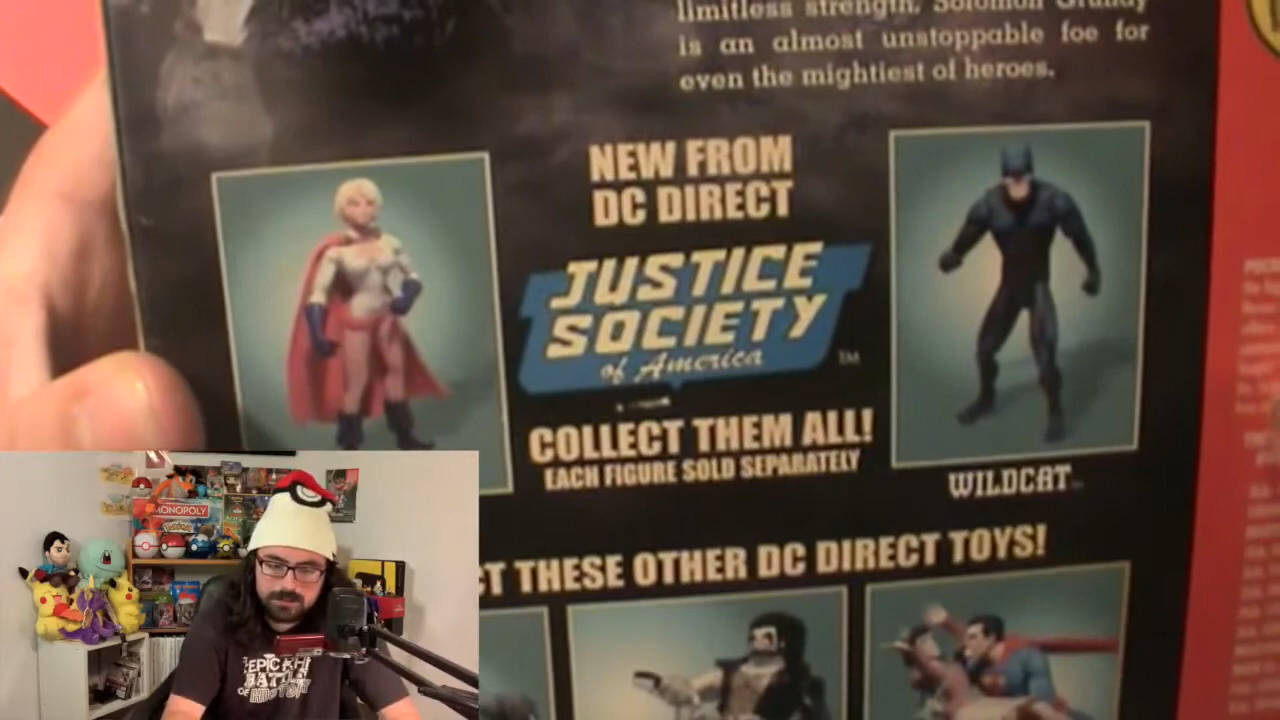 limitless strength. Solomon Grundy
is an almost unstoppable foe for
even the mightiest of heroes.
NEW FROM
DC DIRECT
JUSTICE
SOCIETY
of America
TM
COLLECT THEM ALL!
EACH FIGURE SOLD SEPARATELY
WILDCAT
CT THESE OTHER DC DIRECT TOYS!
MONOPOLY
EPIC RAP
BATTLE
OF HISTORY